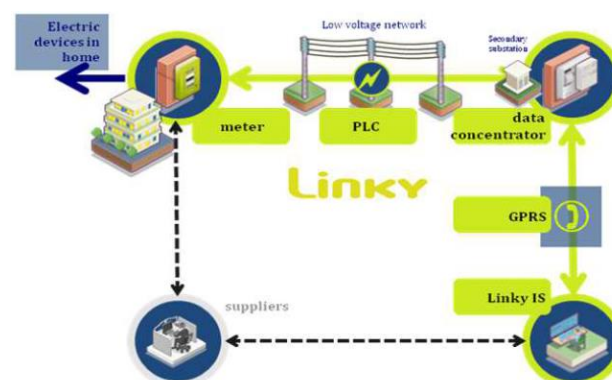 Electric
devices in
home
Low voltage network
Secondary
substation
meter
PLC
data
concentrator
Linky
GPRS
Linky IS
suppliers